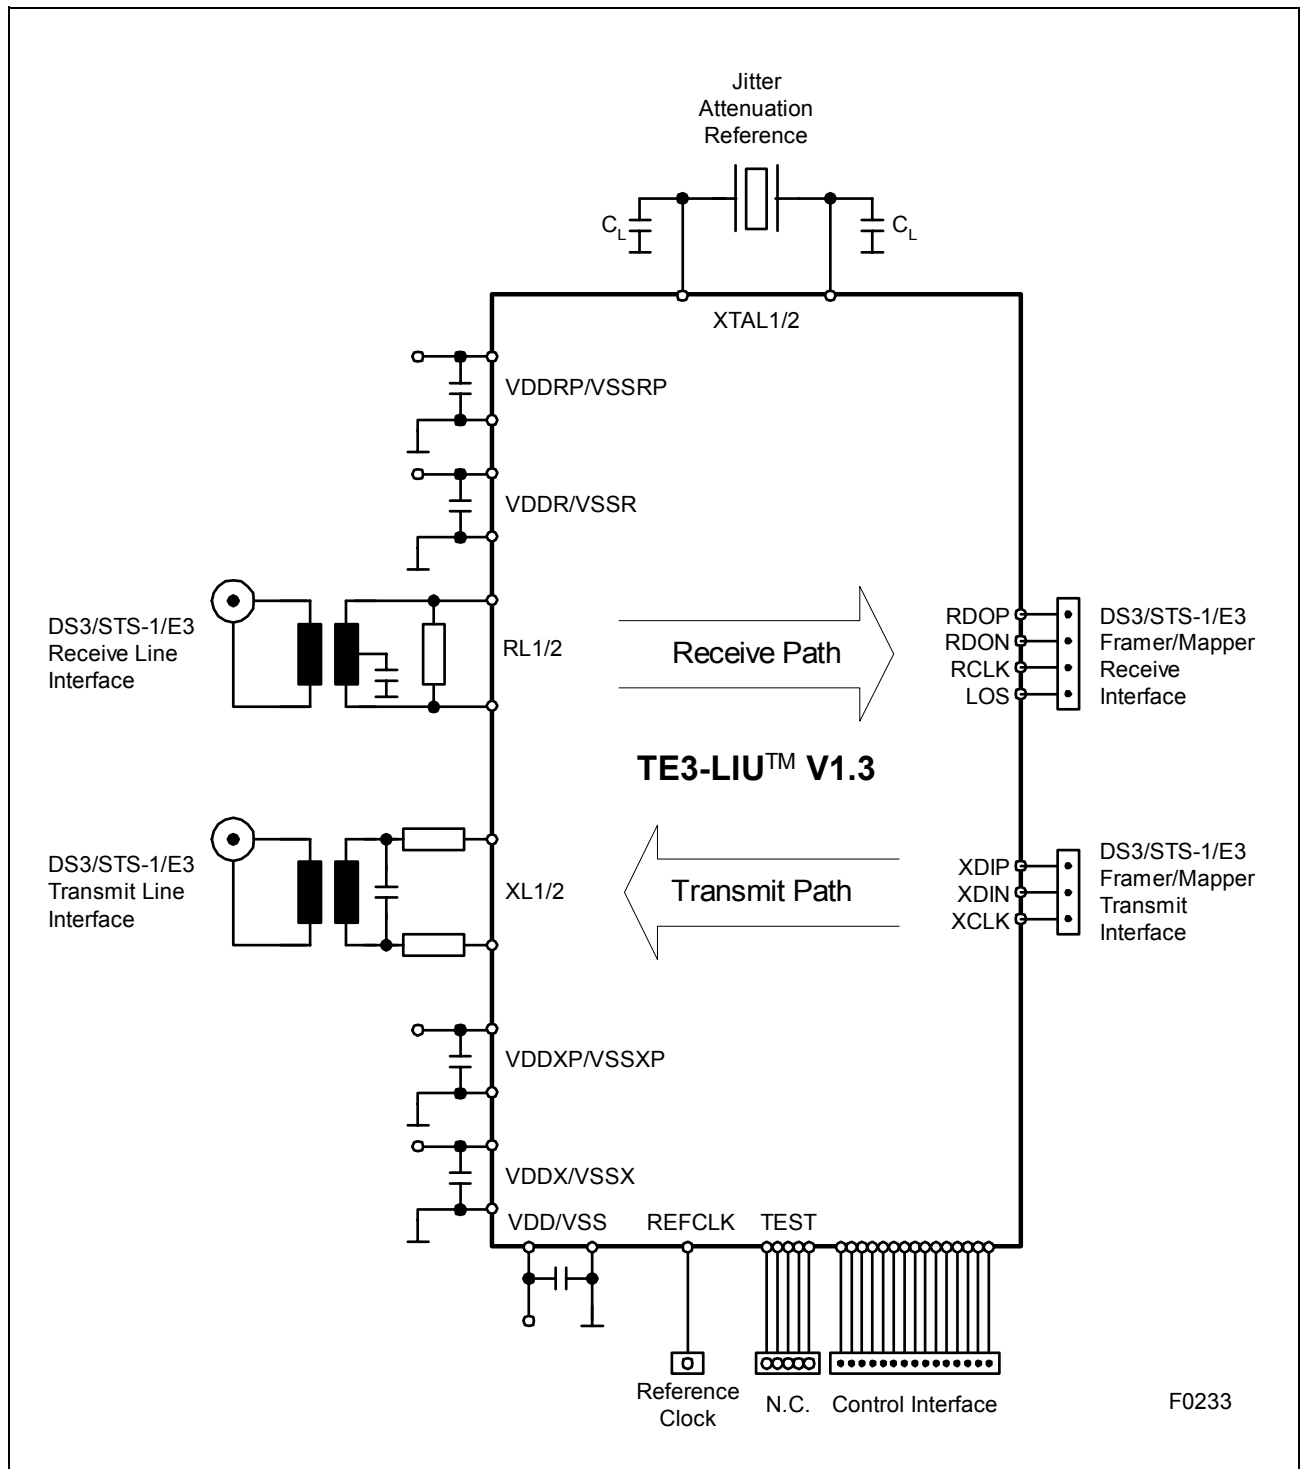 Jitter
Attenuation
Reference
CL
CL
XTAL1/2
VDDRP/VSSRP
VDDR/VSSR
DS3/STS-1/E3
Receive Line
Interface
RL1/2
Receive Path
RDOP
RDON
RCLK
LOS
DS3/STS-1/E3
Framer/Mapper
Receive
Interface
TE3-LIU™ V1.3
DS3/STS-1/E3
Transmit Line
Interface
XL1/2
Transmit Path
XDIP
XDIN
XCLK
DS3/STS-1/E3
Framer/Mapper
Transmit
Interface
VDDXP/VSSXP
VDDX/VSSX
VDD/VSS
REFCLK
TEST
Reference
Clock
N.C.
Control Interface
F0233